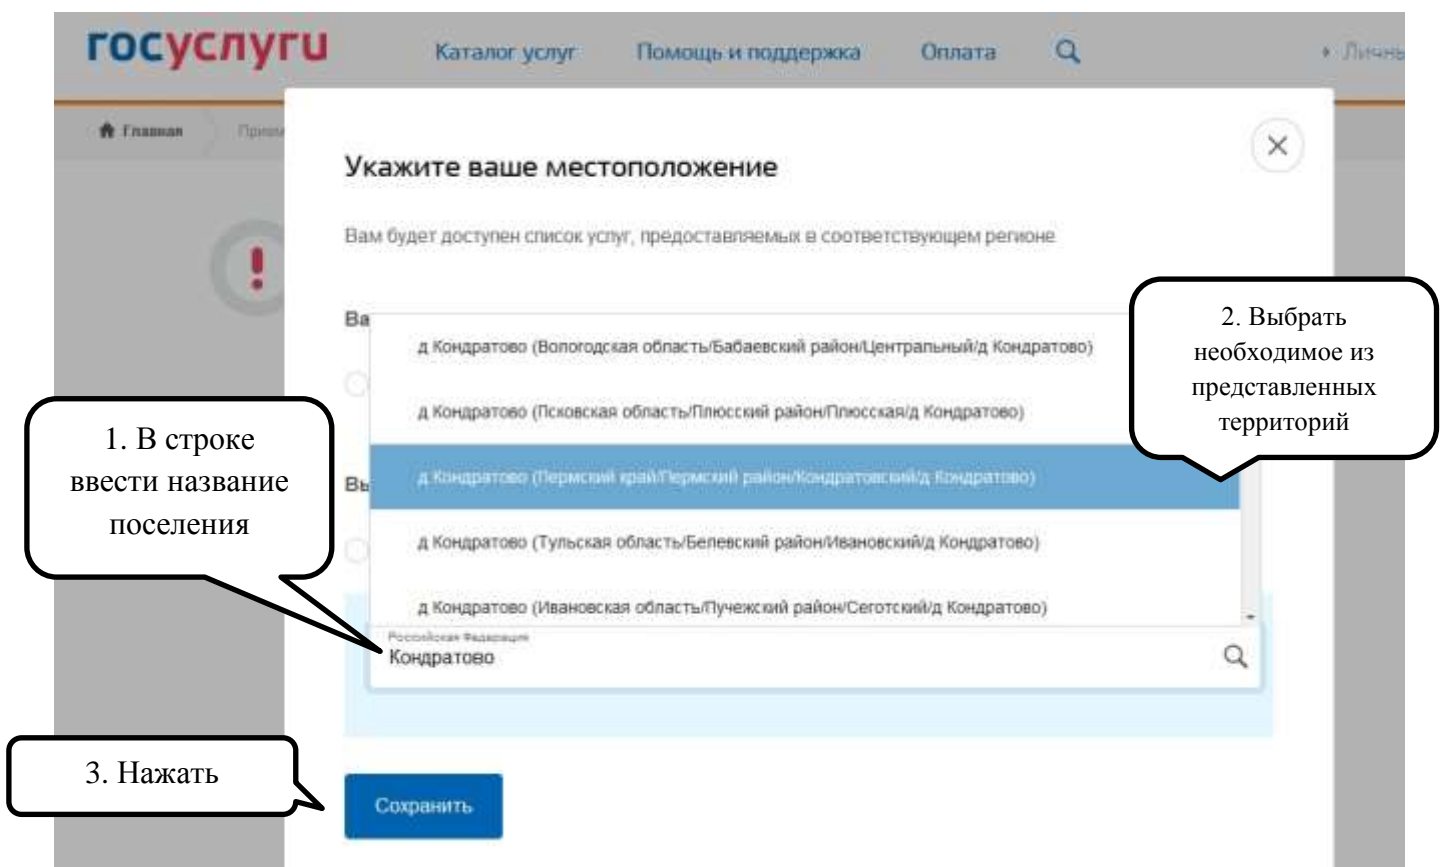 госуслуги
Каталог услуг Помощь и поддержка Оплата Личны
Главная
Укажите ваше местоположение
Вам будет доступен список услуг, предоставляемых в соответствующем регионе
Ва
д Кондратово (Вологодская область/Бабаевский район/Центральный/д Кондратово)
д Кондратово (Псковская область/Плюсский район/Плюсская/д Кондратово)
Вы
д Кондратово (Пермский край/Пермский район/Кондратовский/д Кондратово)
д Кондратово (Тульская область/Белевский район/Ивановский/д Кондратово)
д Кондратово (Ивановская область/Пучежский район/Сеготский/д Кондратово)
Российская Федерация
Кондратово
Сохранить
1. В строке
ввести название
поселения
2. Выбрать
необходимое из
представленных
территорий
3. Нажать